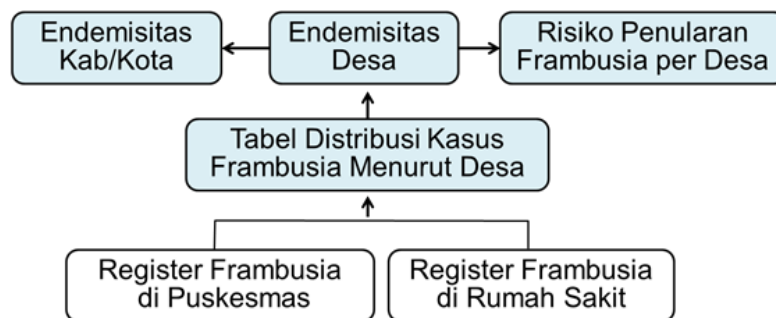 Endemisitas
Kab/Kota
Endemisitas
Desa
Risiko Penularan
Frambusia per Desa
Tabel Distribusi Kasus
Frambusia Menurut Desa
Register Frambusia
di Puskesmas
Register Frambusia
di Rumah Sakit